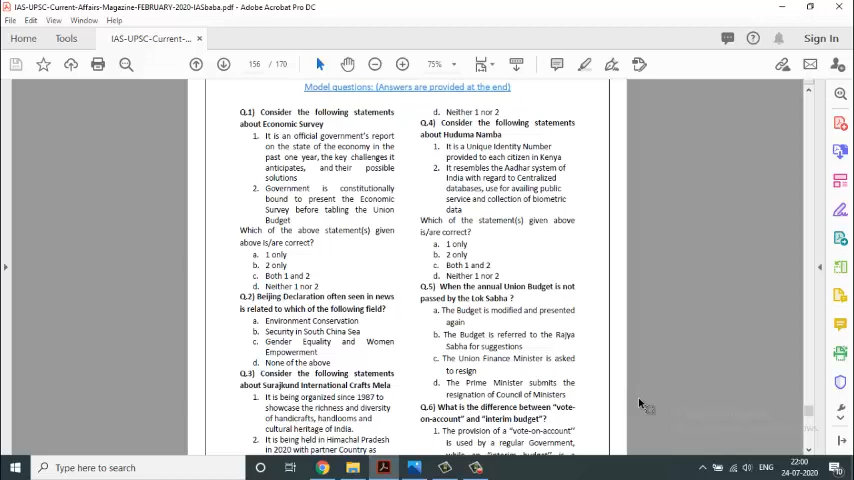 IAS-UPSC-Current-Affairs-Magazine-FEBRUARY-2020-IASbaba.pdf - Adobe Acrobat Pro DC
File Edit View Window Help
Home Tools IAS-UPSC-Current-... × Sign In
156 / 170 75%
Model questions: (Answers are provided at the end)
Q.1) Consider the following statements
about Economic Survey
1. It is an official government's report
on the state of the economy in the
past one year, the key challenges it
anticipates, and their possible
solutions
2. Government is constitutionally
bound to present the Economic
Survey before tabling the Union
Budget
Which of the above statement(s) given
above is/are correct?
a. 1 only
b. 2 only
c. Both 1 and 2
d. Neither 1 nor 2
Q.2) Beijing Declaration often seen in news
is related to which of the following field?
a. Environment Conservation
b. Security in South China Sea
c. Gender Equality and Women
Empowerment
d. None of the above
Q.3) Consider the following statements
about Surajkund International Crafts Mela
1. It is being organized since 1987 to
showcase the richness and diversity
of handicrafts, handlooms and
cultural heritage of India.
2. It is being held in Himachal Pradesh
in 2020 with partner Country as
d. Neither 1 nor 2
Q.4) Consider the following statements
about Huduma Namba
1. It is a Unique Identity Number
provided to each citizen in Kenya
2. It resembles the Aadhar system of
India with regard to Centralized
databases, use for availing public
service and collection of biometric
data
Which of the statement(s) given above
is/are correct?
a. 1 only
b. 2 only
c. Both 1 and 2
d. Neither 1 nor 2
Q.5) When the annual Union Budget is not
passed by the Lok Sabha ?
a. The Budget is modified and presented
again
b. The Budget is referred to the Rajya
Sabha for suggestions
c. The Union Finance Minister is asked
to resign
d. The Prime Minister submits the
resignation of Council of Ministers
Q.6) What is the difference between "vote-
on-account" and "interim budget"?
1. The provision of a "vote-on-account"
is used by a regular Government,
while an "interim budget" is a
Type here to search
ENG
22:00
24-07-2020
10